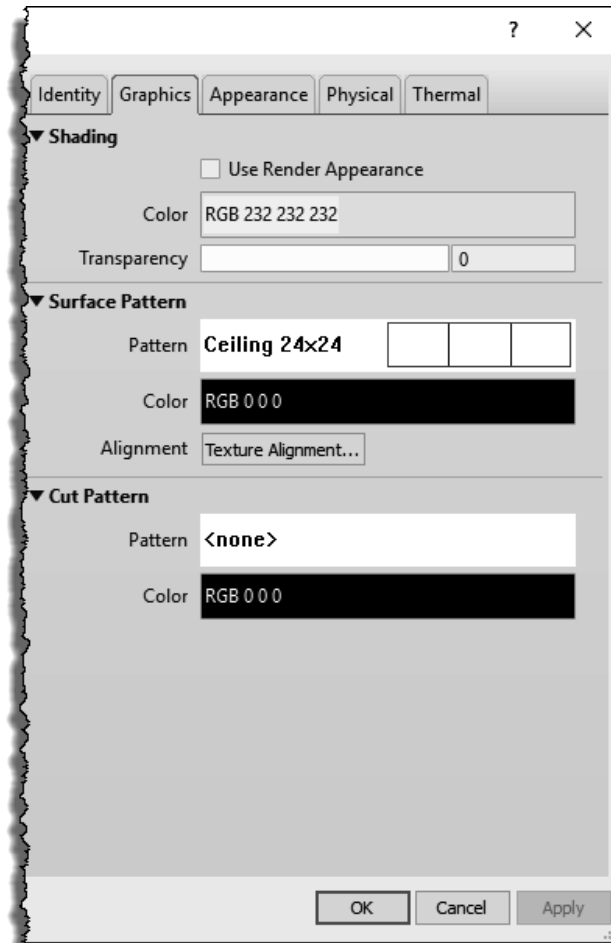 ?
Identity Graphics Appearance Physical Thermal
Shading
Use Render Appearance
Color RGB 232 232 232
Transparency 0
Surface Pattern
Pattern Ceiling 24x24
Color RGB 0 0 0
Alignment Texture Alignment...
Cut Pattern
Pattern <none>
Color RGB 0 0 0
OK Cancel Apply